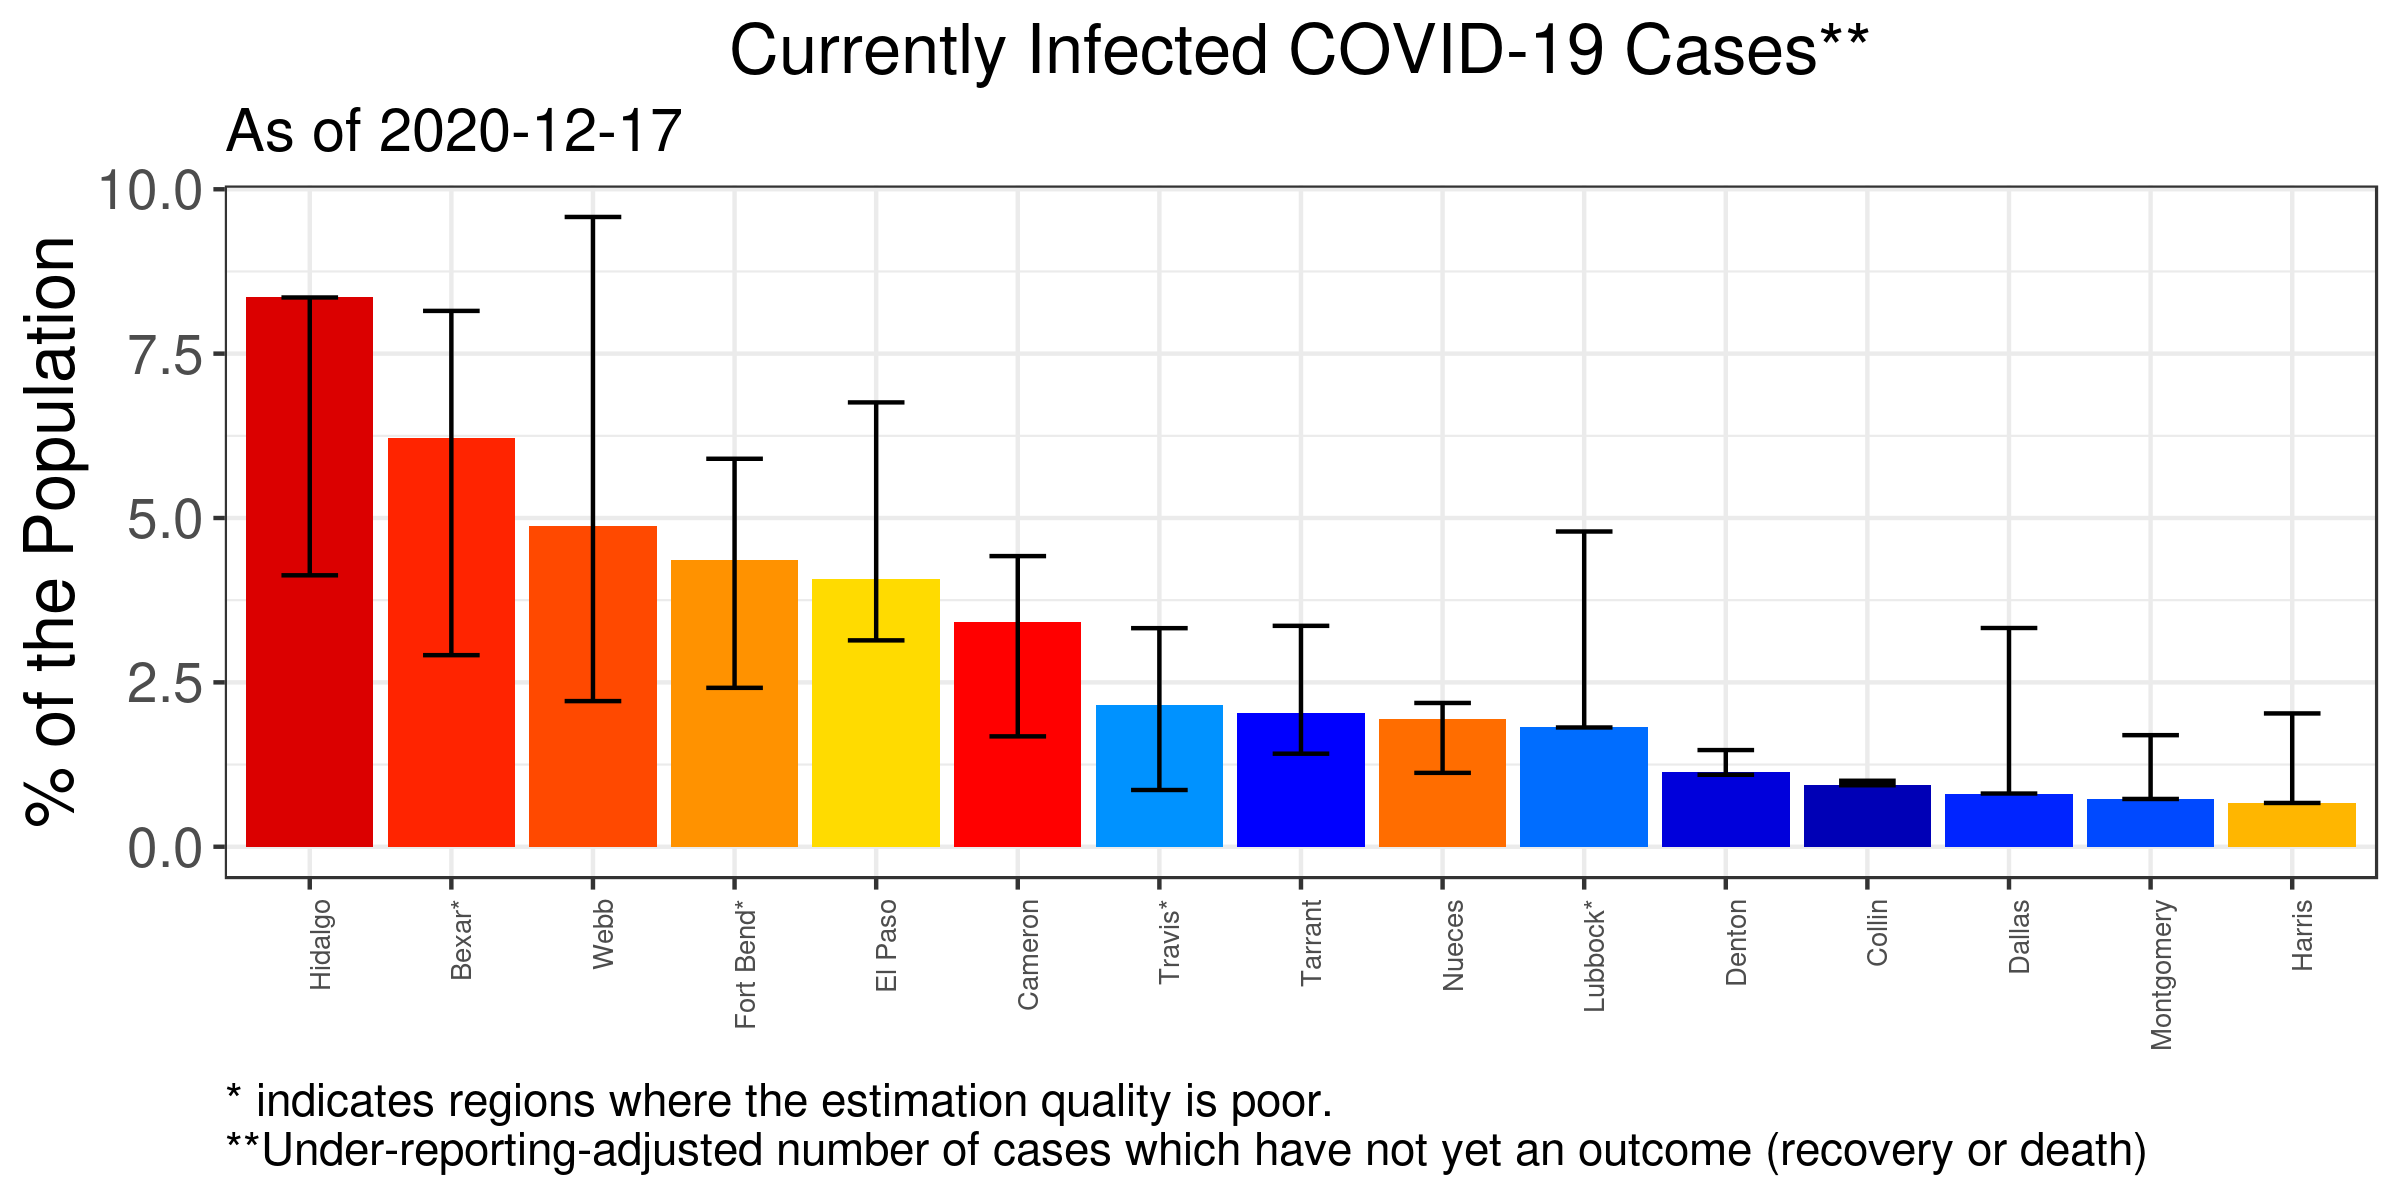 Currently Infected COVID-19 Cases**
As of 2020-12-17
% of the Population
10.0
7.5
5.0
2.5
0.0
Hidalgo
Bexar*
Webb
Fort Bend*
El Paso
Cameron
Travis*
Tarrant
Nueces
Lubbock*
Denton
Collin
Dallas
Montgomery
Harris
* indicates regions where the estimation quality is poor.
**Under-reporting-adjusted number of cases which have not yet an outcome (recovery or death)